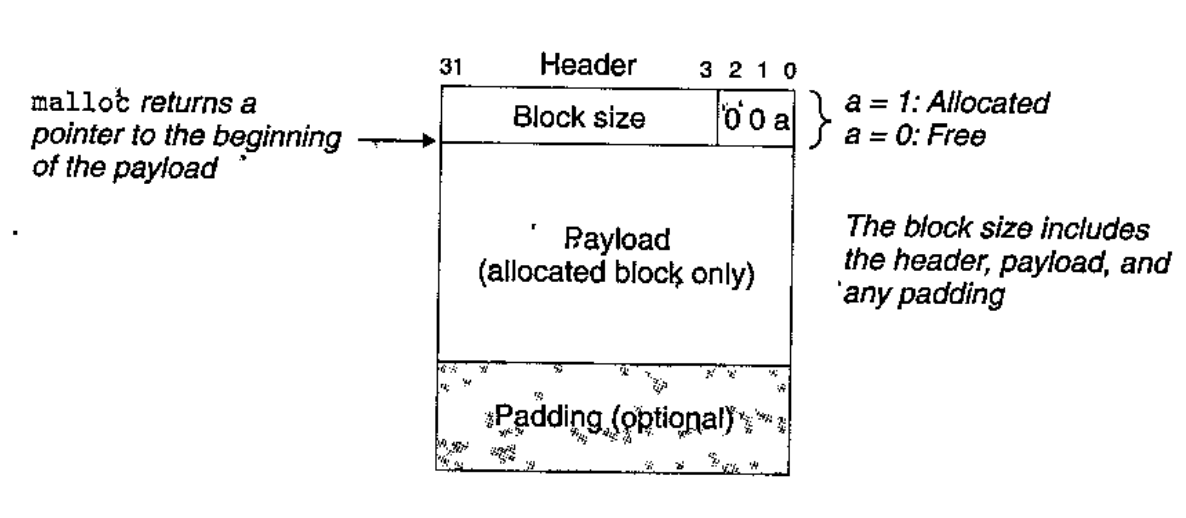 31 Header 3 2 1 0
malloc returns a
pointer to the beginning
of the payload
Block size
0 0 a
a = 1: Allocated
a = 0: Free
Payload
(allocated block only)
The block size includes
the header, payload, and
any padding
Padding (optional)